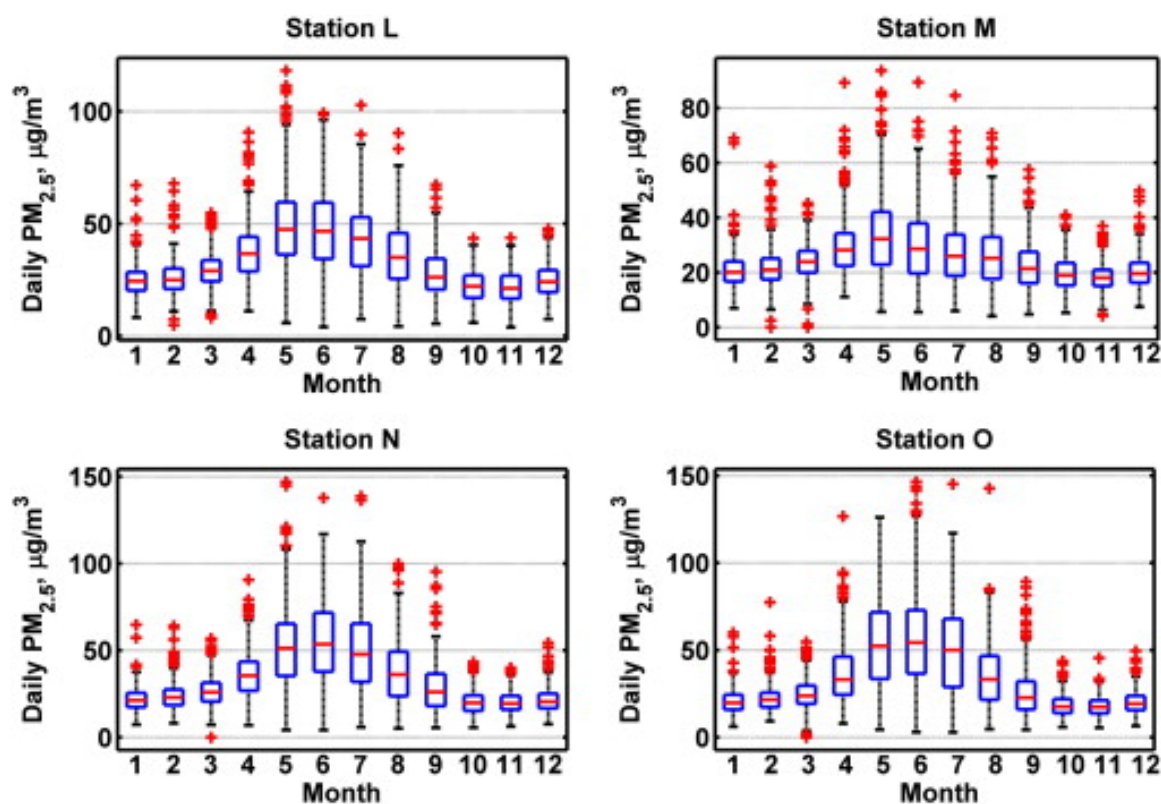 Station L
Daily PM2.5, μg/m3
100
50
0
1 2 3 4 5 6 7 8 9 10 11 12
Month
Station M
Daily PM2.5, μg/m3
80
60
40
20
0
1 2 3 4 5 6 7 8 9 10 11 12
Month
Station N
Daily PM2.5, μg/m3
150
100
50
0
1 2 3 4 5 6 7 8 9 10 11 12
Month
Station O
Daily PM2.5, μg/m3
150
100
50
0
1 2 3 4 5 6 7 8 9 10 11 12
Month